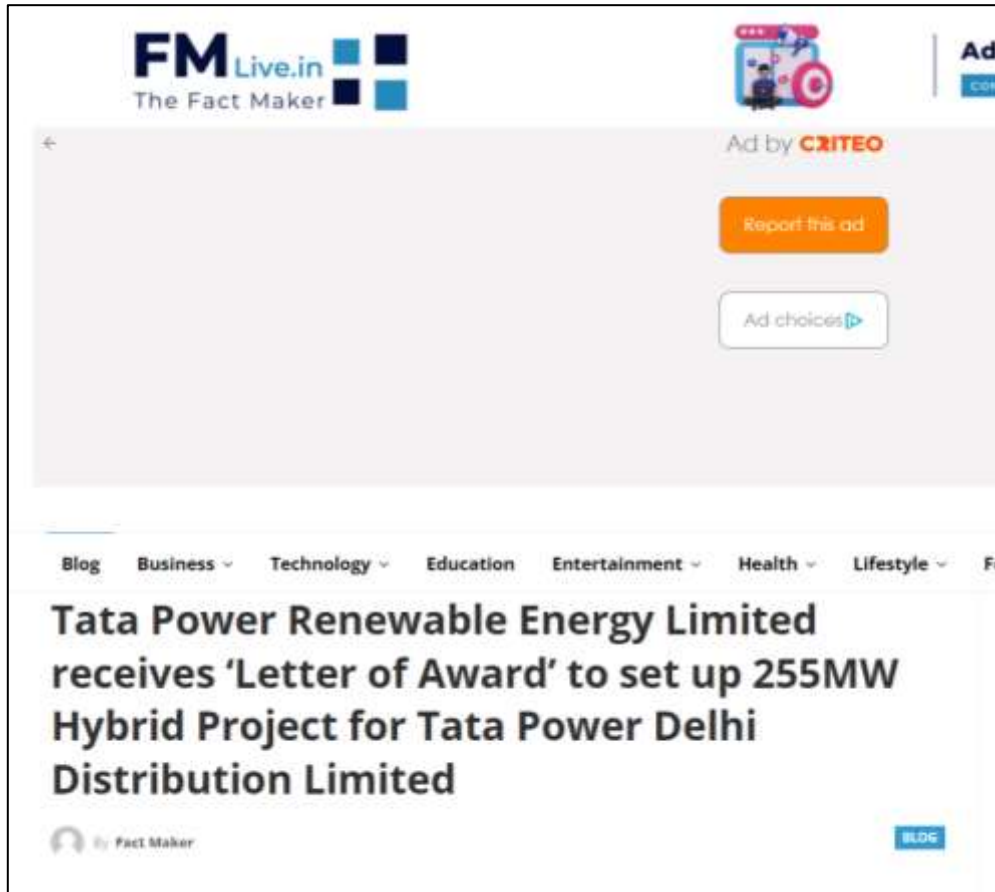 FM Live.in
The Fact Maker
Ad
CON
Ad by CRITEO
Report this ad
Ad choices
Blog Business Technology Education Entertainment Health Lifestyle F
Tata Power Renewable Energy Limited
receives ‘Letter of Award’ to set up 255MW
Hybrid Project for Tata Power Delhi
Distribution Limited
By Fact Maker
BLOG